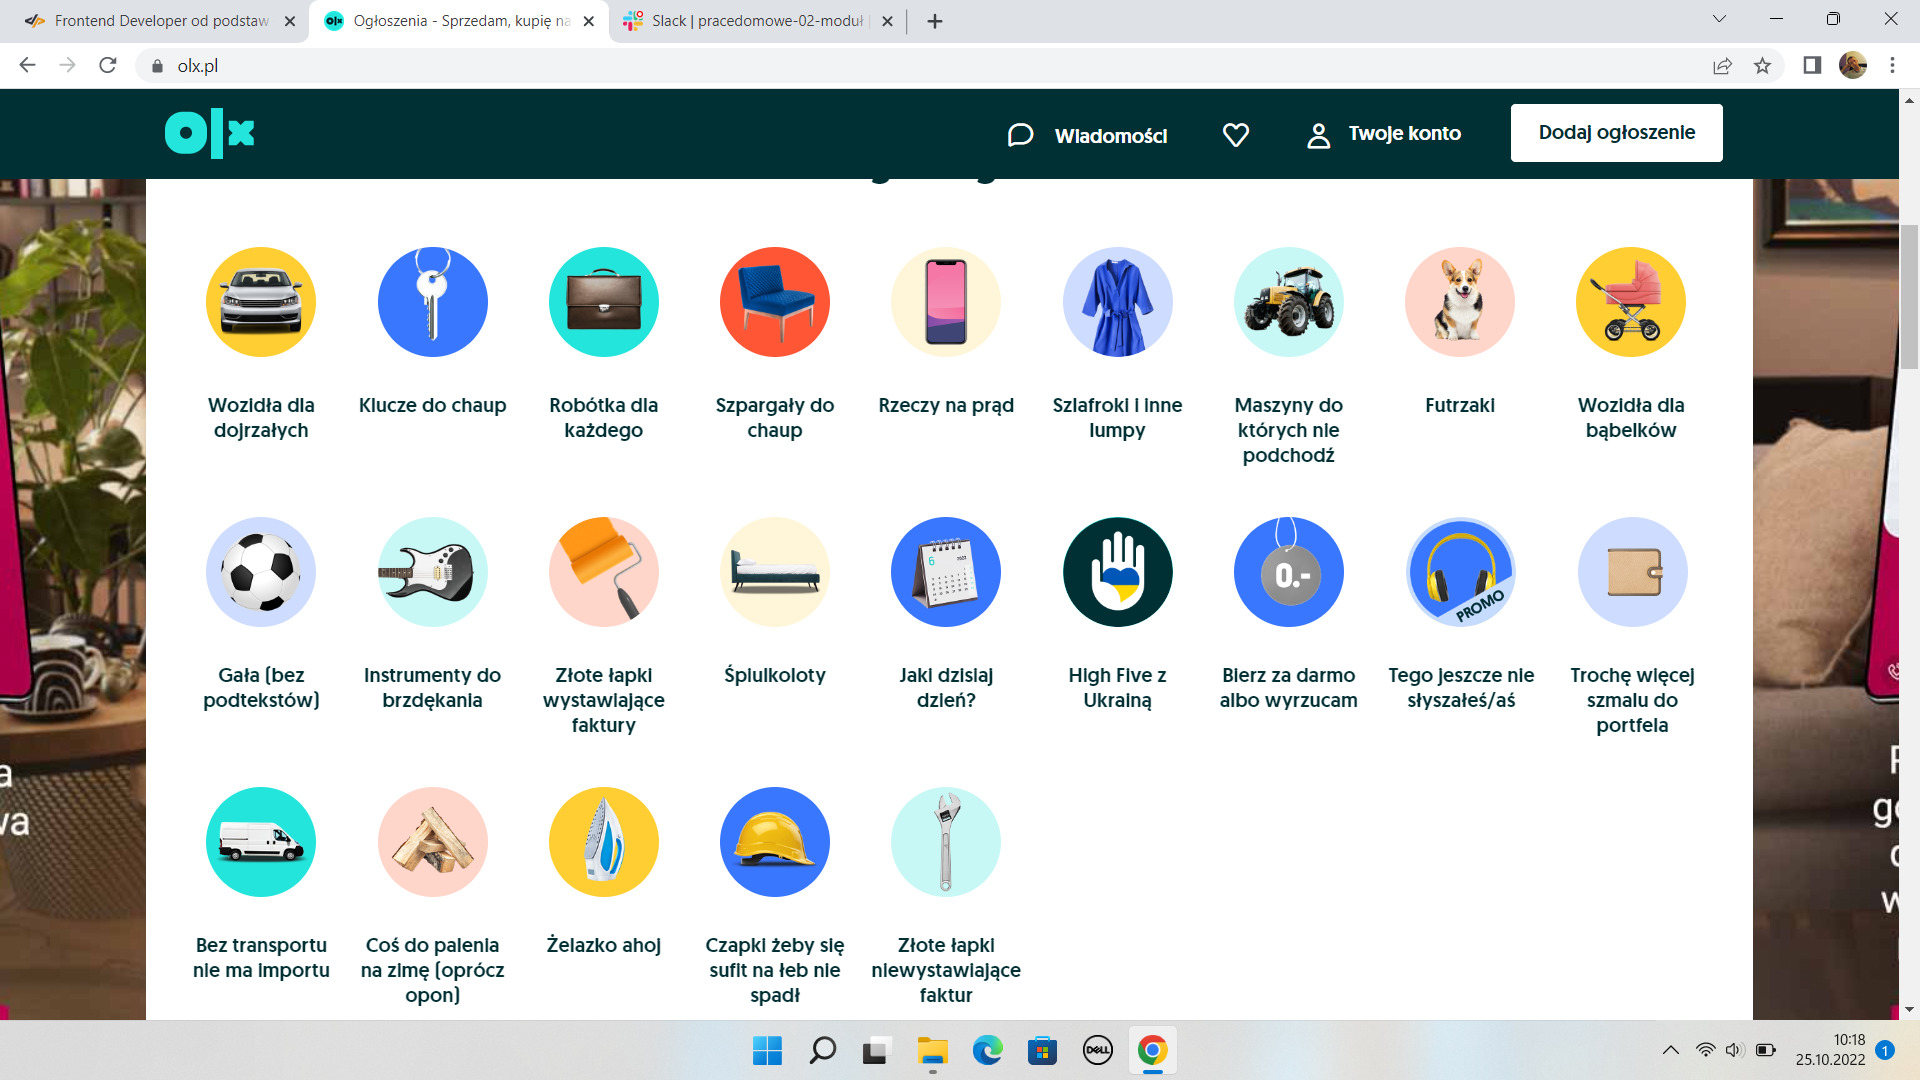 Frontend Developer od podstaw
Ogłoszenia - Sprzedam, kupię na
Slack | pracedomowe-02-moduł
olx.pl
olx
Wiadomości
Twoje konto
Dodaj ogłoszenie
Wozidła dla
dojrzałych
Klucze do chaup
Robótka dla
każdego
Szpargały do
chaup
Rzeczy na prąd
Szlafroki i inne
lumpy
Maszyny do
których nie
podchodź
Futrzaki
Wozidła dla
bąbelków
6
2022
0.-
PROMO
Gała (bez
podtekstów)
Instrumenty do
brzdękania
Złote łapki
wystawiające
faktury
Śpiulkoloty
Jaki dzisiaj
dzień?
High Five z
Ukrainą
Bierz za darmo
albo wyrzucam
Tego jeszcze nie
słyszałeś/aś
Trochę więcej
szmalu do
portfela
Bez transportu
nie ma importu
Coś do palenia
na zimę (oprócz
opon)
Żelazko ahoj
Czapki żeby się
sufit na łeb nie
spadł
Złote łapki
niewystawiające
faktur
DELL
10:18
25.10.2022
1